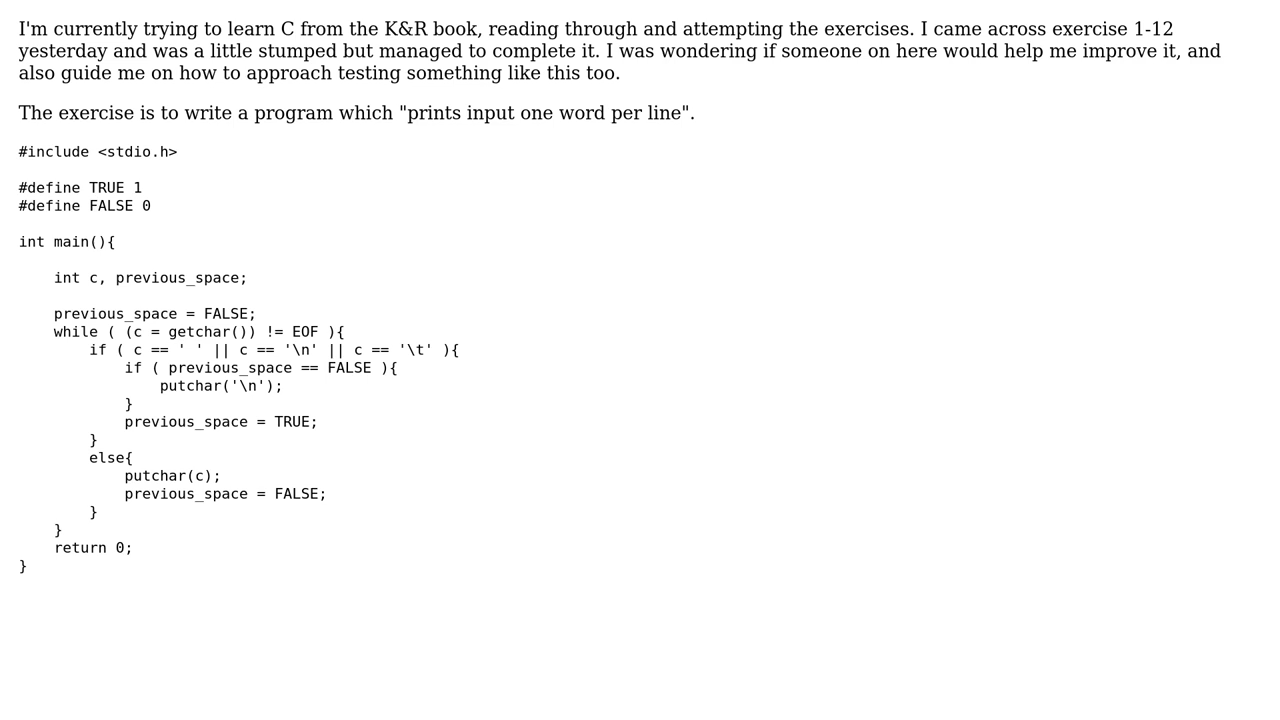 I'm currently trying to learn C from the K&R book, reading through and attempting the exercises. I came across exercise 1-12
yesterday and was a little stumped but managed to complete it. I was wondering if someone on here would help me improve it, and
also guide me on how to approach testing something like this too.
The exercise is to write a program which "prints input one word per line".
#include <stdio.h>
#define TRUE 1
#define FALSE 0
int main(){
    int c, previous_space;
    previous_space = FALSE;
    while ( (c = getchar()) != EOF ){
        if ( c == ' ' || c == '\n' || c == '\t' ){
            if ( previous_space == FALSE ){
                putchar('\n');
            }
            previous_space = TRUE;
        }
        else{
            putchar(c);
            previous_space = FALSE;
        }
    }
    return 0;
}